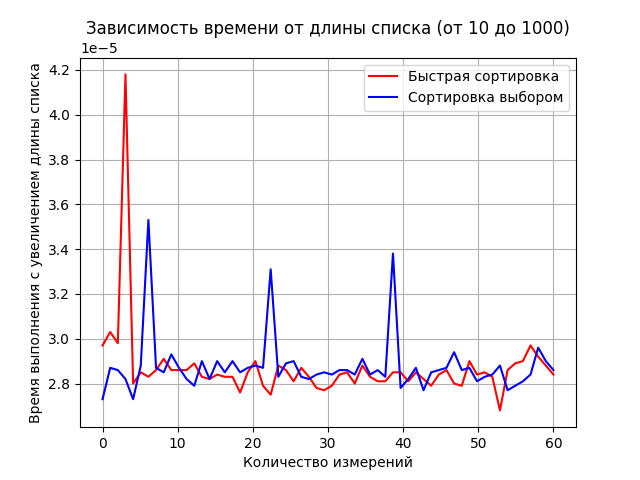 Зависимость времени от длины списка (от 10 до 1000)
1e−5
Быстрая сортировка
Сортировка выбором
4.2
4.0
3.8
3.6
3.4
3.2
3.0
2.8
Время выполнения с увеличением длины списка
0 10 20 30 40 50 60
Количество измерений